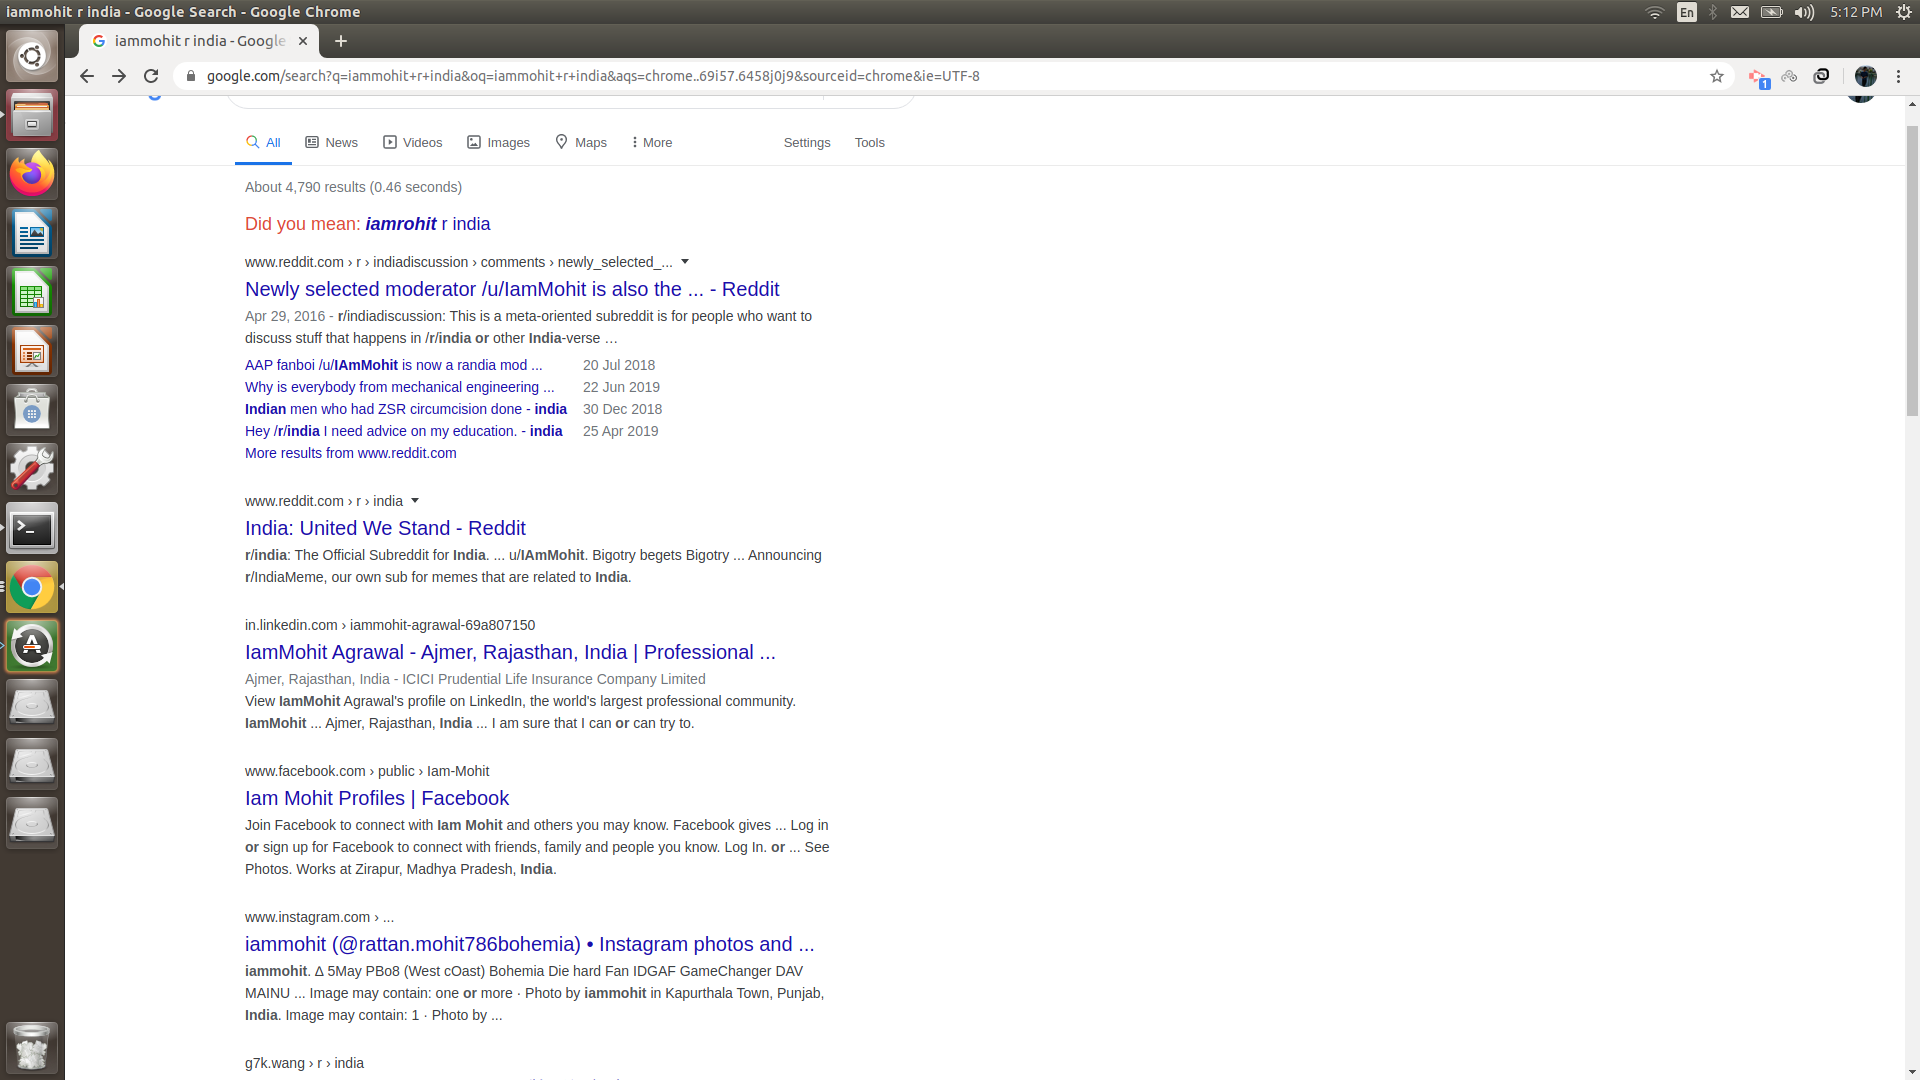 iammohit r india - Google Search - Google Chrome
En
5:12 PM
iammohit r india - Google
google.com/search?q=iammohit+r+india&oq=iammohit+r+india&aqs=chrome..69i57.6458j0j9&sourceid=chrome&ie=UTF-8
1
All News Videos Images Maps More Settings Tools
About 4,790 results (0.46 seconds)
Did you mean: iamrohit r india
www.reddit.com › r › indiadiscussion › comments › newly_selected_...
Newly selected moderator /u/IamMohit is also the ... - Reddit
Apr 29, 2016 - r/indiadiscussion: This is a meta-oriented subreddit is for people who want to
discuss stuff that happens in /r/india or other India-verse …
AAP fanboi /u/IAmMohit is now a randia mod ... 20 Jul 2018
Why is everybody from mechanical engineering ... 22 Jun 2019
Indian men who had ZSR circumcision done - india 30 Dec 2018
Hey /r/india I need advice on my education. - india 25 Apr 2019
More results from www.reddit.com
www.reddit.com › r › india
India: United We Stand - Reddit
r/india: The Official Subreddit for India. ... u/IAmMohit. Bigotry begets Bigotry ... Announcing
r/IndiaMeme, our own sub for memes that are related to India.
in.linkedin.com › iammohit-agrawal-69a807150
IamMohit Agrawal - Ajmer, Rajasthan, India | Professional ...
Ajmer, Rajasthan, India - ICICI Prudential Life Insurance Company Limited
View IamMohit Agrawal's profile on LinkedIn, the world's largest professional community.
IamMohit ... Ajmer, Rajasthan, India ... I am sure that I can or can try to.
www.facebook.com › public › Iam-Mohit
Iam Mohit Profiles | Facebook
Join Facebook to connect with Iam Mohit and others you may know. Facebook gives ... Log in
or sign up for Facebook to connect with friends, family and people you know. Log In. or ... See
Photos. Works at Zirapur, Madhya Pradesh, India.
www.instagram.com › ...
iammohit (@rattan.mohit786bohemia) • Instagram photos and ...
iammohit. ∆ 5May PBo8 (West cOast) Bohemia Die hard Fan IDGAF GameChanger DAV
MAINU ... Image may contain: one or more · Photo by iammohit in Kapurthala Town, Punjab,
India. Image may contain: 1 · Photo by ...
g7k.wang › r › india